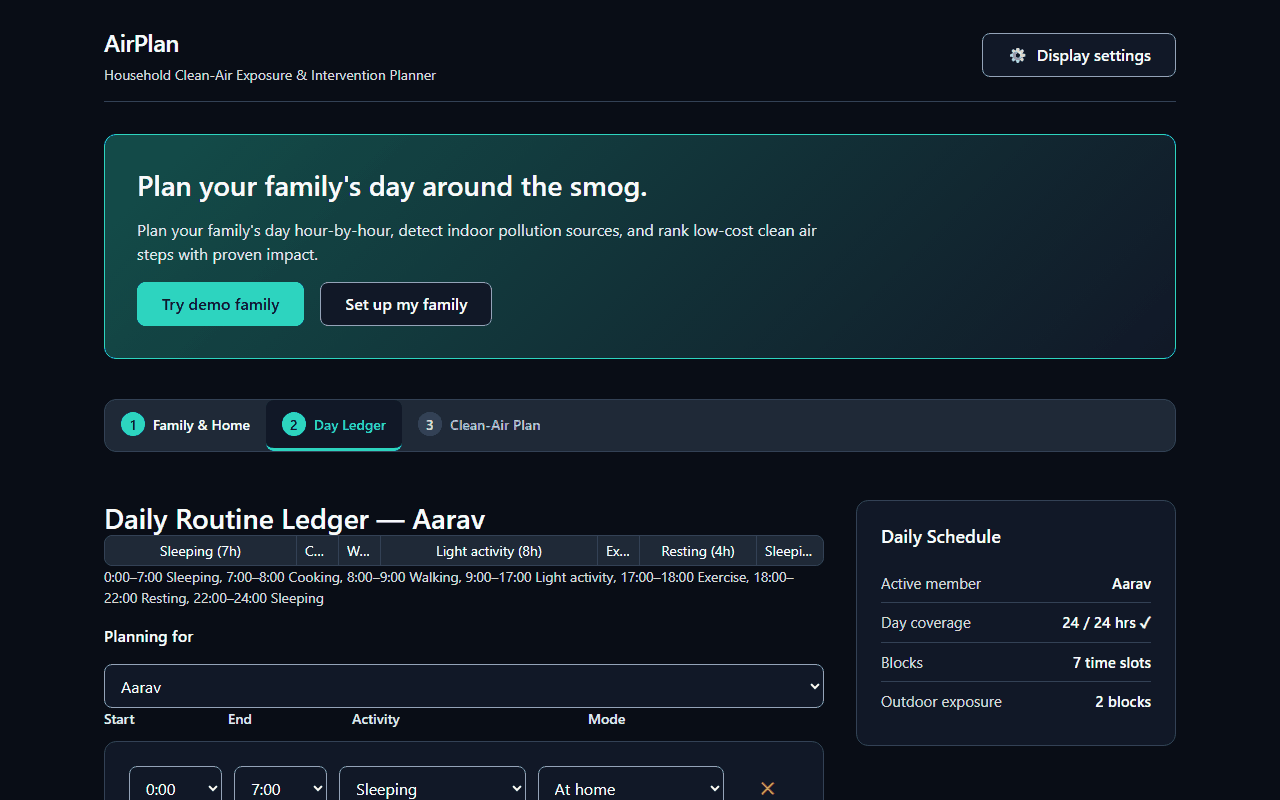 AirPlan
Household Clean-Air Exposure & Intervention Planner
Display settings
Plan your family's day around the smog.
Plan your family's day hour-by-hour, detect indoor pollution sources, and rank low-cost clean air
steps with proven impact.
Try demo family
Set up my family
1 Family & Home
2 Day Ledger
3 Clean-Air Plan
Daily Routine Ledger — Aarav
Sleeping (7h) C... W... Light activity (8h) Ex... Resting (4h) Sleepi...
0:00–7:00 Sleeping, 7:00–8:00 Cooking, 8:00–9:00 Walking, 9:00–17:00 Light activity, 17:00–18:00 Exercise, 18:00–
22:00 Resting, 22:00–24:00 Sleeping
Planning for
Aarav
Start End Activity Mode
0:00 7:00 Sleeping At home
Daily Schedule
Active member Aarav
Day coverage 24 / 24 hrs ✓
Blocks 7 time slots
Outdoor exposure 2 blocks